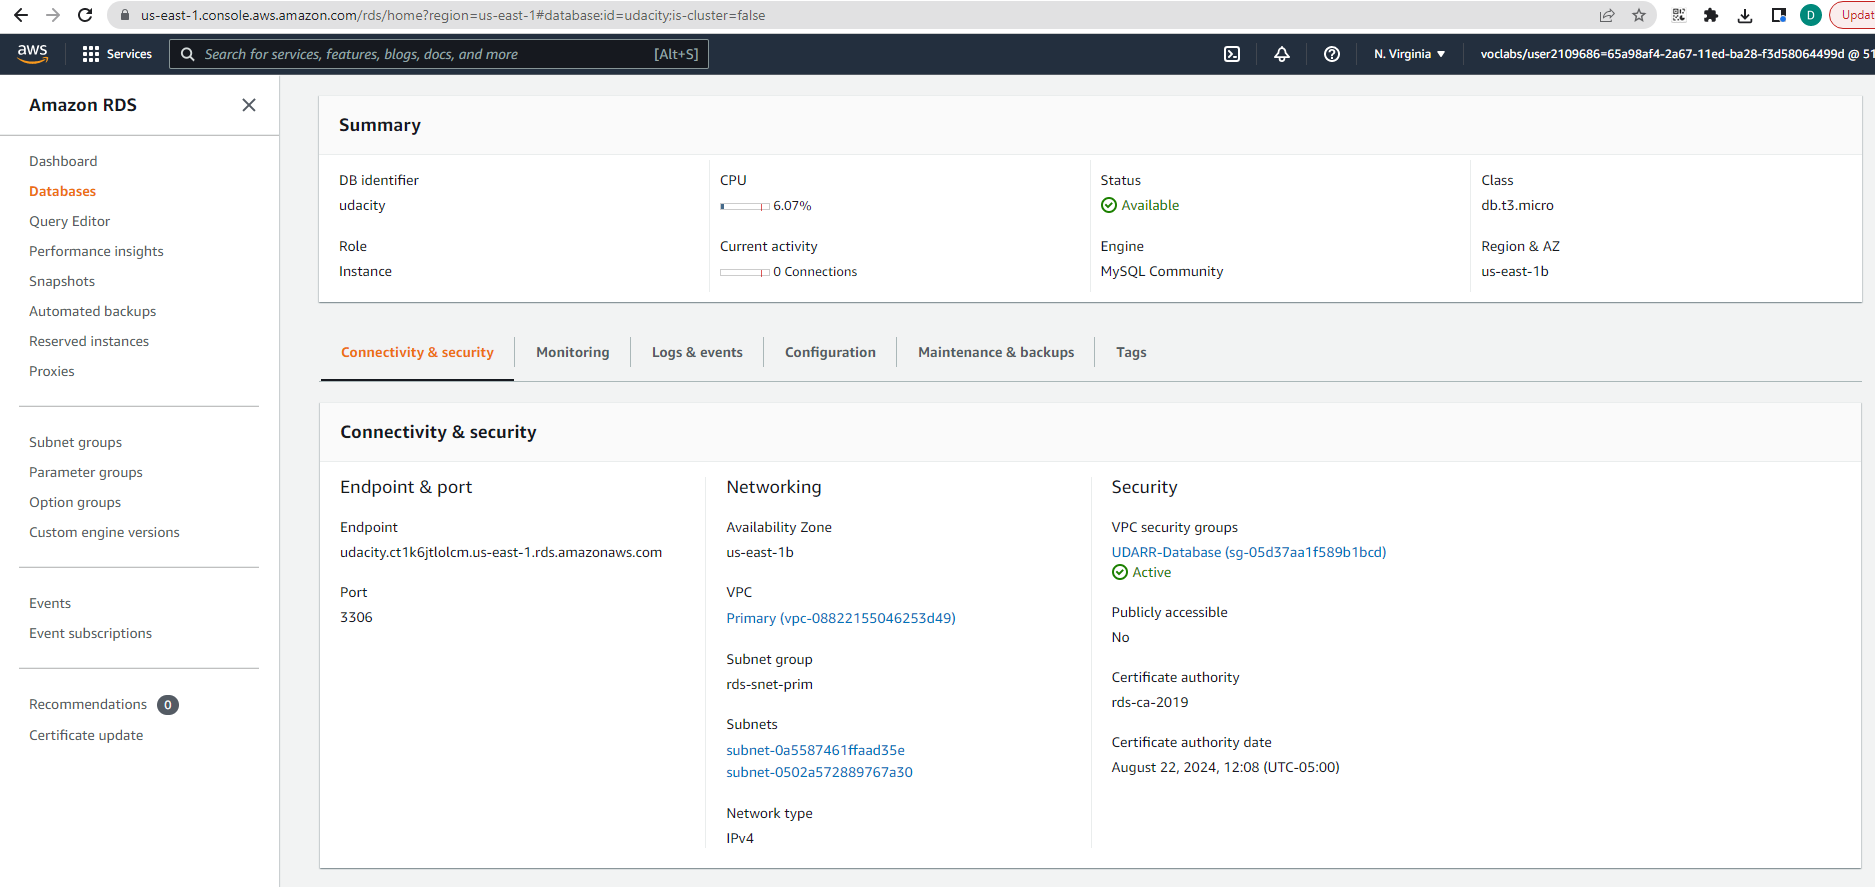 us-east-1.console.aws.amazon.com/rds/home?region=us-east-1#database:id=udacity;is-cluster=false
D
Updat
aws
Services
Search for services, features, blogs, docs, and more
[Alt+S]
N. Virginia
voclabs/user2109686=65a98af4-2a67-11ed-ba28-f3d58064499d @ 51
Amazon RDS
Dashboard
Databases
Query Editor
Performance insights
Snapshots
Automated backups
Reserved instances
Proxies
Subnet groups
Parameter groups
Option groups
Custom engine versions
Events
Event subscriptions
Recommendations 0
Certificate update
Summary
DB identifier
udacity
CPU
6.07%
Status
Available
Class
db.t3.micro
Role
Instance
Current activity
0 Connections
Engine
MySQL Community
Region & AZ
us-east-1b
Connectivity & security
Monitoring
Logs & events
Configuration
Maintenance & backups
Tags
Connectivity & security
Endpoint & port
Endpoint
udacity.ct1k6jtlolcm.us-east-1.rds.amazonaws.com
Port
3306
Networking
Availability Zone
us-east-1b
VPC
Primary (vpc-08822155046253d49)
Subnet group
rds-snet-prim
Subnets
subnet-0a5587461ffaad35e
subnet-0502a572889767a30
Network type
IPv4
Security
VPC security groups
UDARR-Database (sg-05d37aa1f589b1bcd)
Active
Publicly accessible
No
Certificate authority
rds-ca-2019
Certificate authority date
August 22, 2024, 12:08 (UTC-05:00)